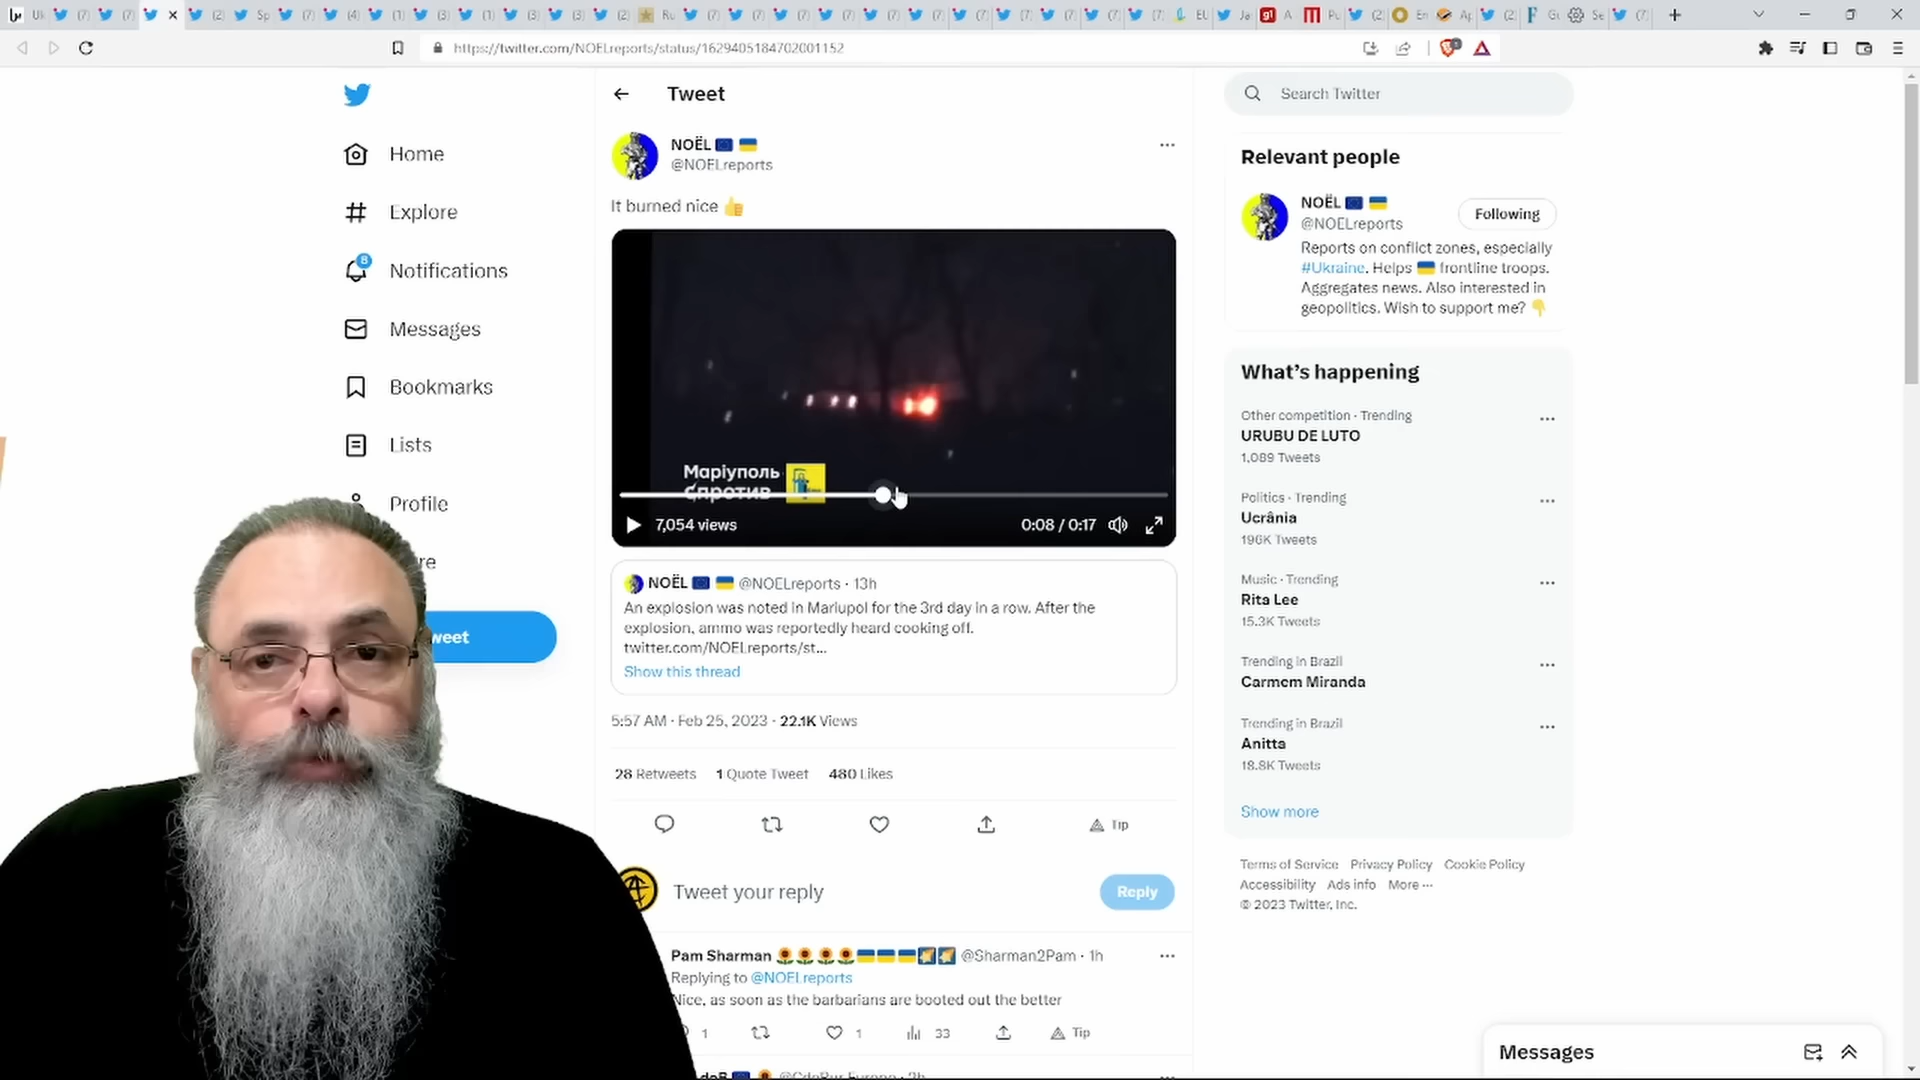 https://twitter.com/NOELreports/status/1629405184702001152
Tweet
Search Twitter
Home
Explore
8
Notifications
Messages
Bookmarks
Lists
Profile
re
weet
NOËL
@NOELreports
It burned nice
Маріуполь
Спротив
7,054 views
0:08 / 0:17
NOËL @NOELreports · 13h
An explosion was noted in Mariupol for the 3rd day in a row. After the
explosion, ammo was reportedly heard cooking off.
twitter.com/NOELreports/st...
Show this thread
5:57 AM · Feb 25, 2023 · 22.1K Views
28 Retweets 1 Quote Tweet 480 Likes
Tip
Tweet your reply
Reply
Pam Sharman @Sharman2Pam · 1h
Replying to @NOELreports
Nice, as soon as the barbarians are booted out the better
1 1 33 Tip
Relevant people
NOËL
@NOELreports
Following
Reports on conflict zones, especially
#Ukraine. Helps frontline troops.
Aggregates news. Also interested in
geopolitics. Wish to support me?
What's happening
Other competition · Trending
URUBU DE LUTO
1,089 Tweets
Politics · Trending
Ucrânia
196K Tweets
Music · Trending
Rita Lee
15.3K Tweets
Trending in Brazil
Carmem Miranda
Trending in Brazil
Anitta
18.8K Tweets
Show more
Terms of Service Privacy Policy Cookie Policy
Accessibility Ads info More ...
© 2023 Twitter, Inc.
Messages